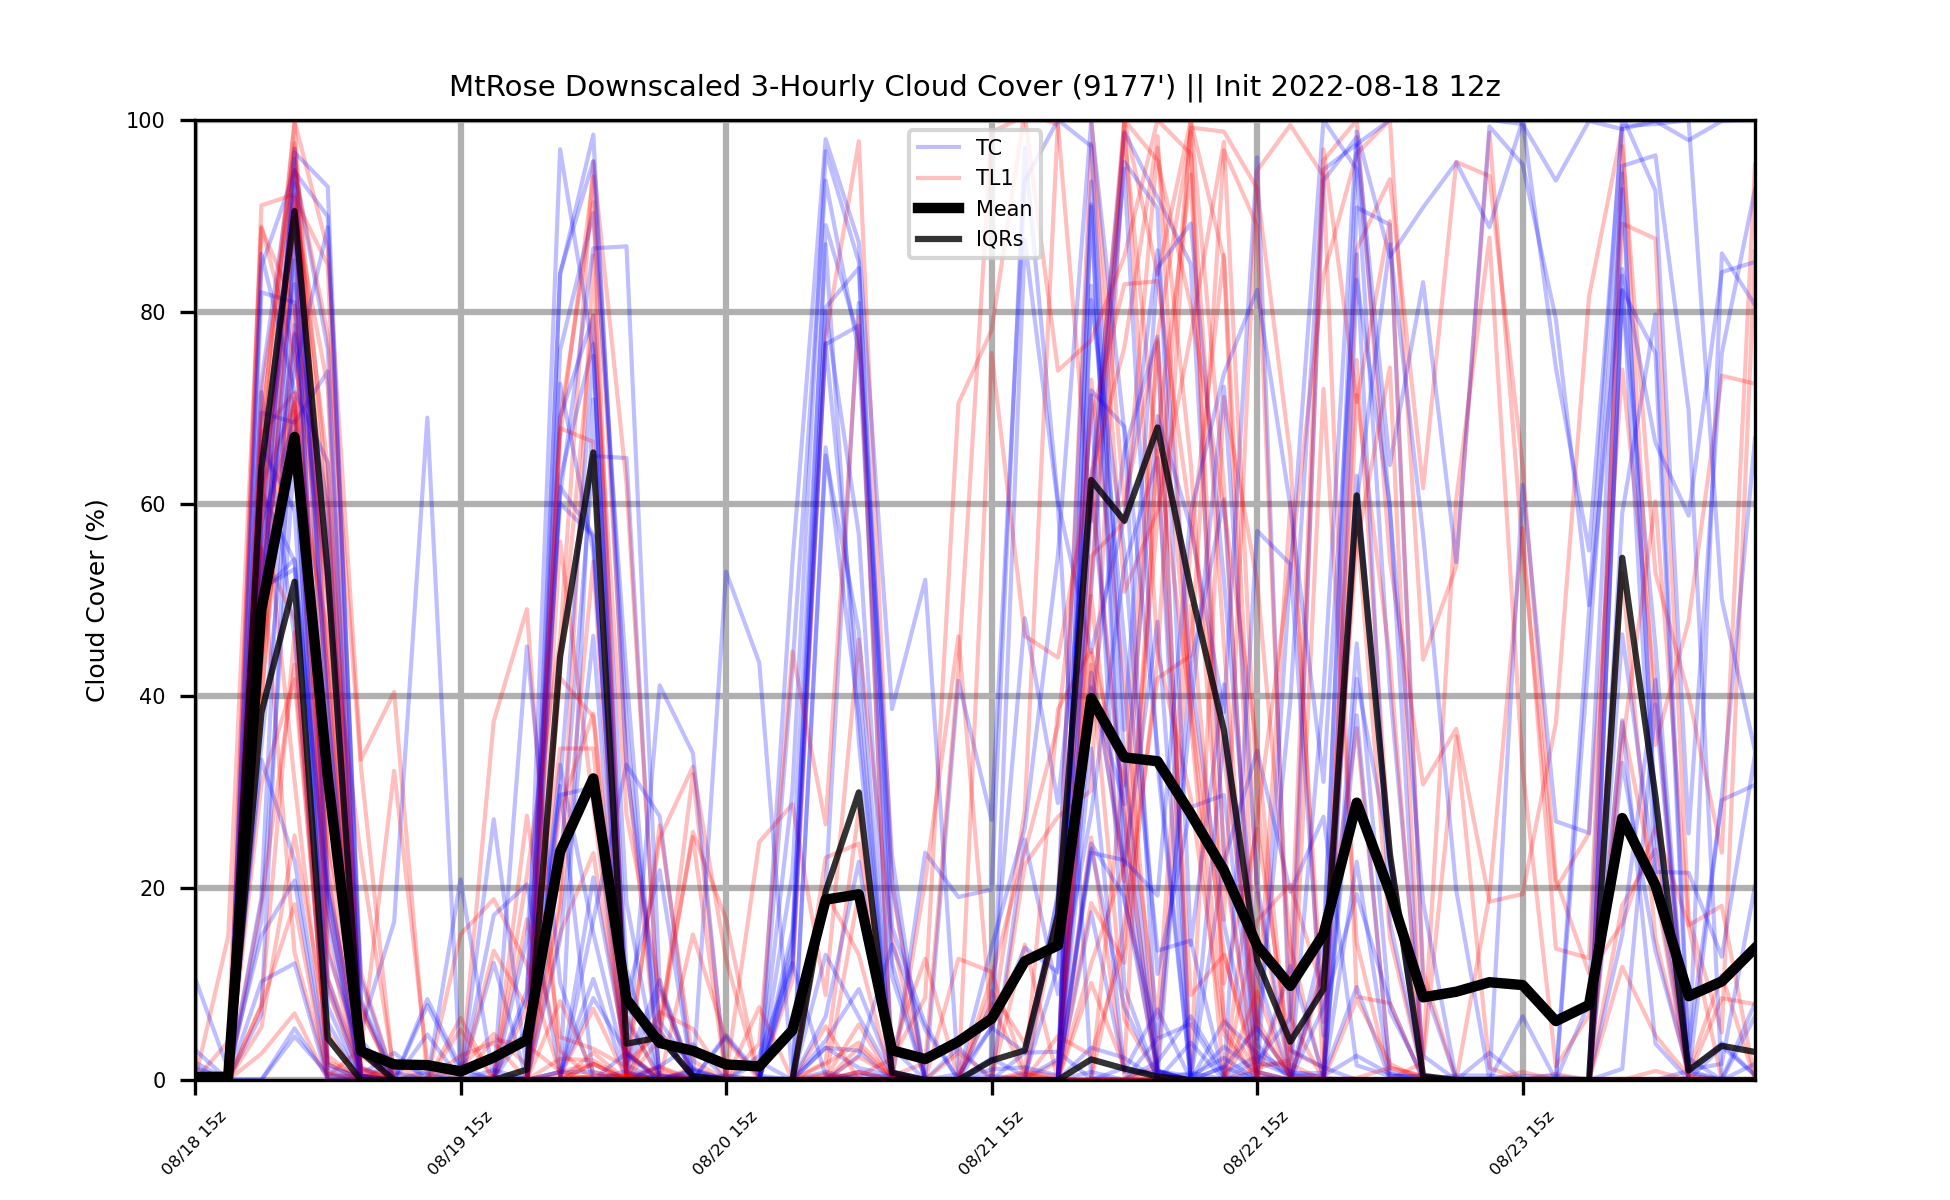 MtRose Downscaled 3-Hourly Cloud Cover (9177') || Init 2022-08-18 12z
100
80
60
40
20
0
Cloud Cover (%)
TC
TL1
Mean
IQRs
08/18 15z
08/19 15z
08/20 15z
08/21 15z
08/22 15z
08/23 15z